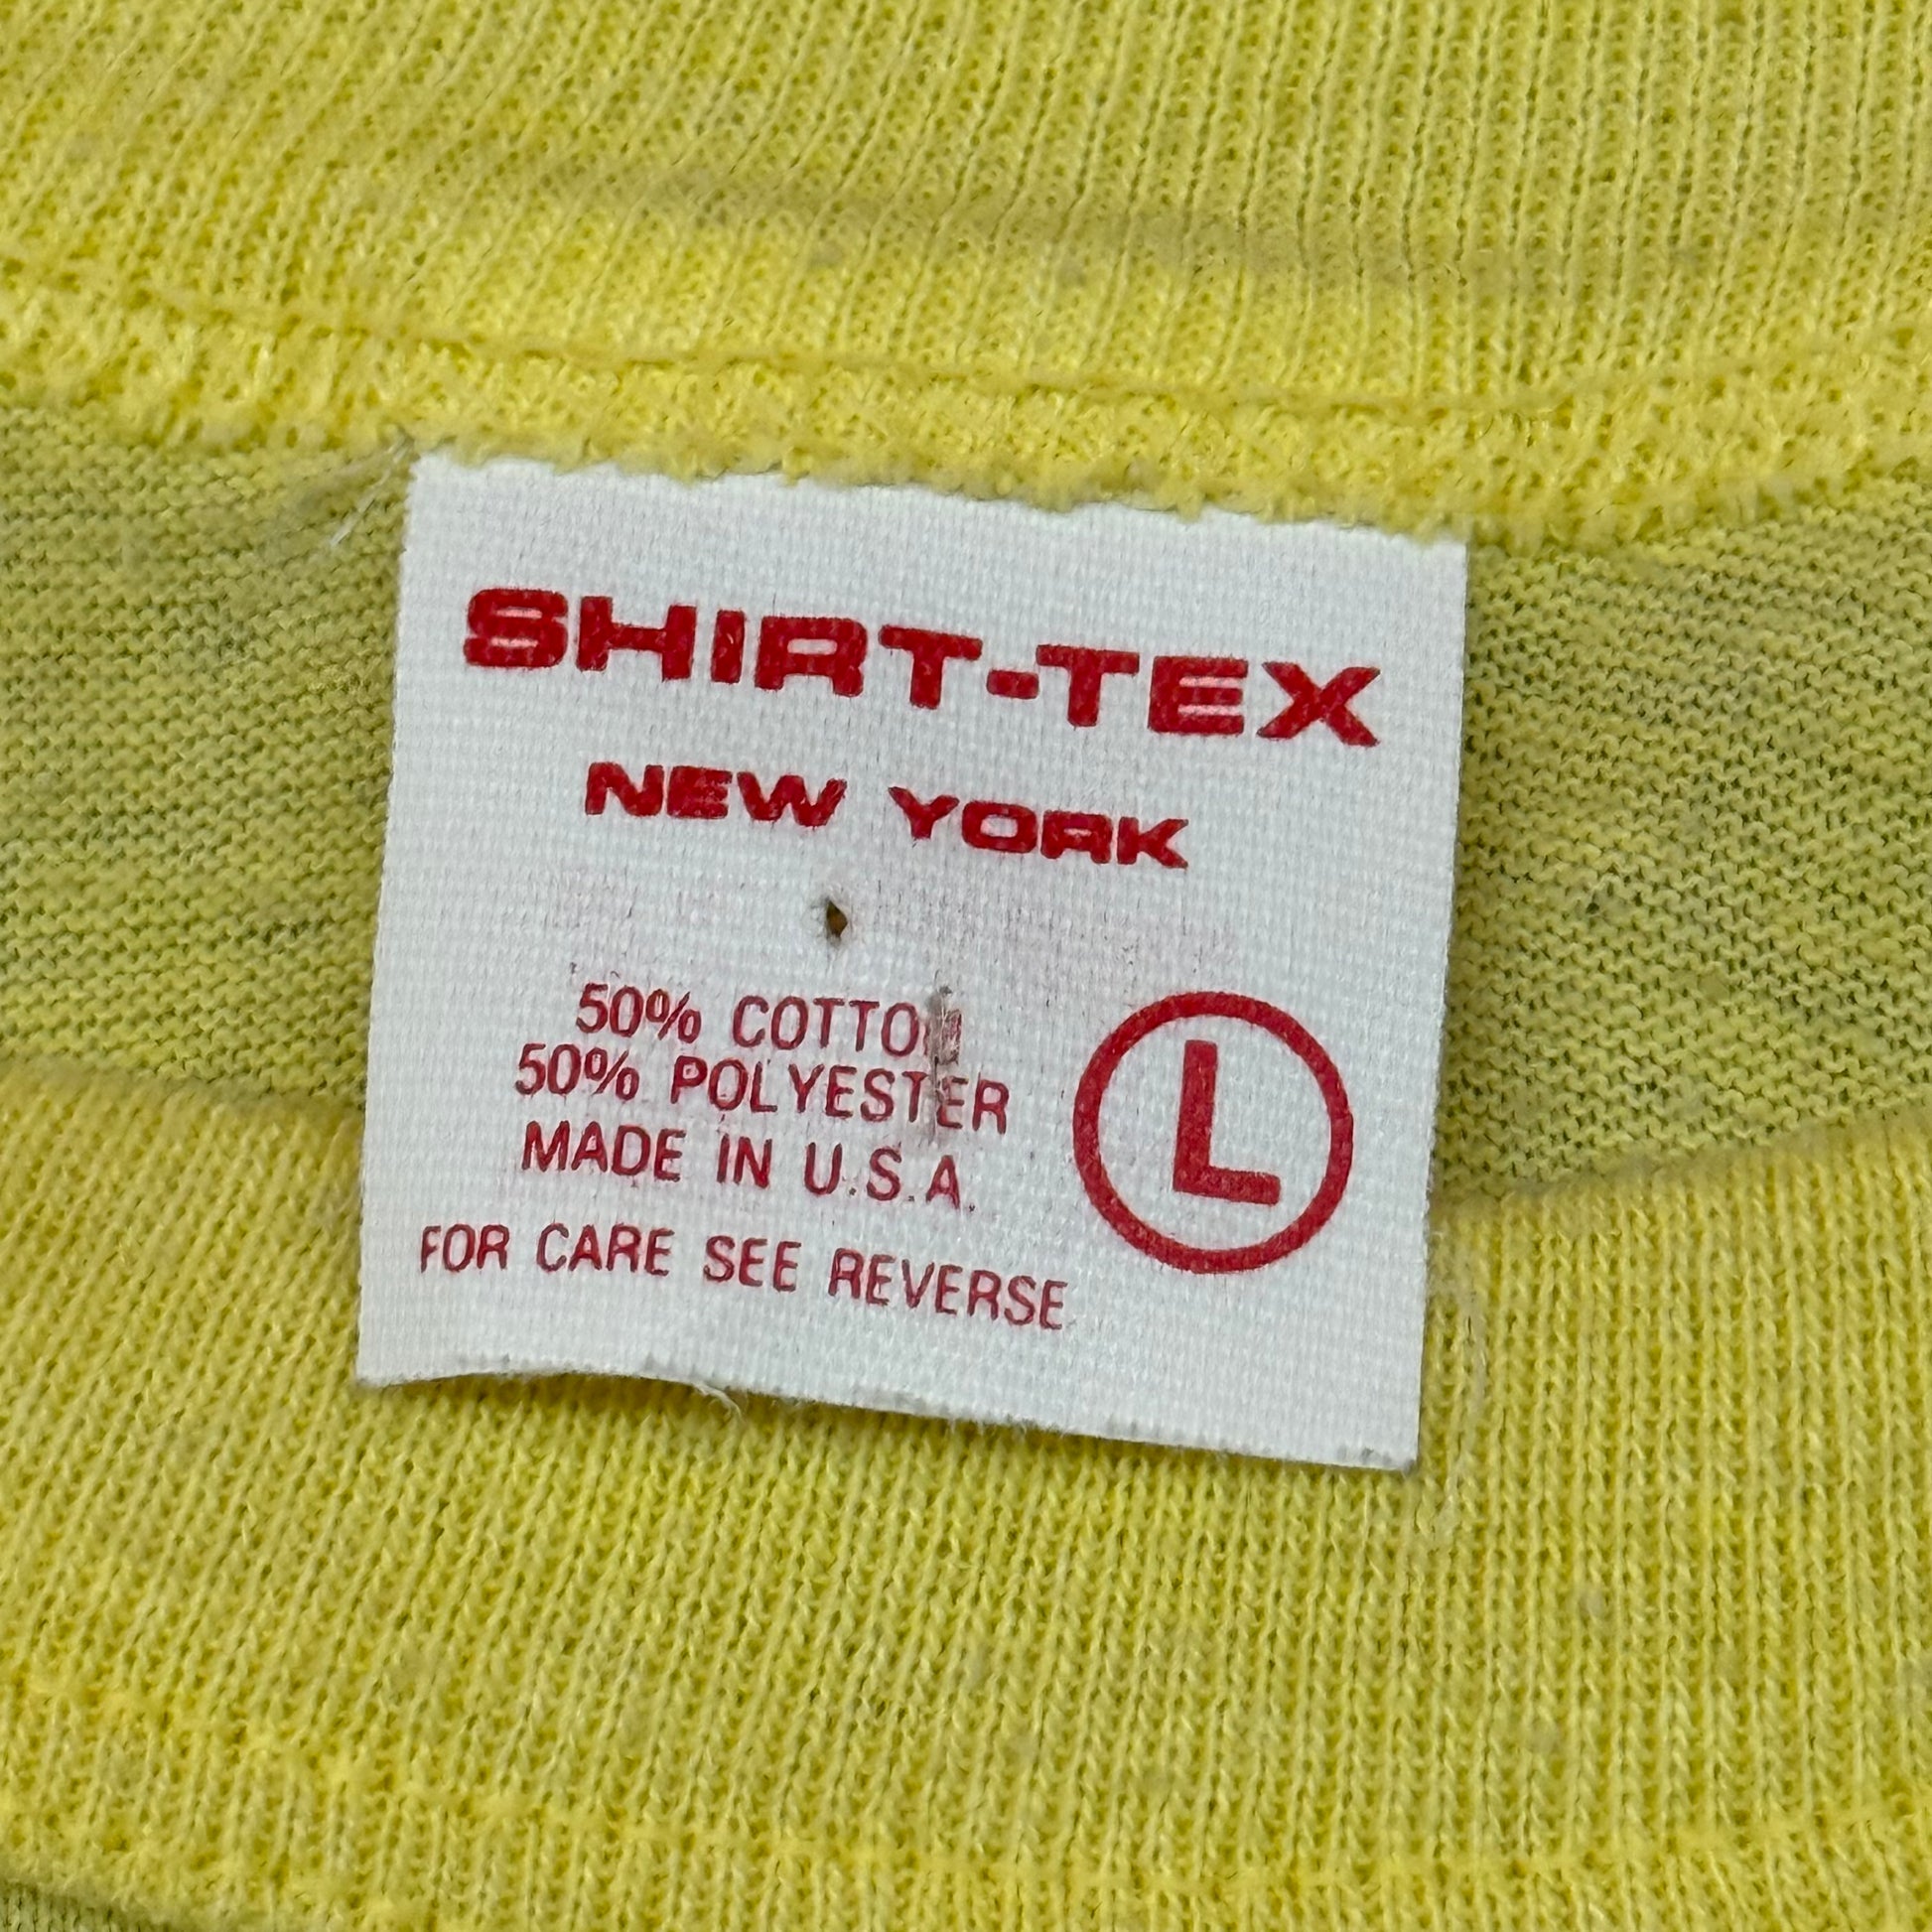 SHIRT-TEX
NEW YORK
50% COTTON
50% POLYESTER
MADE IN U.S.A.
L
FOR CARE SEE REVERSE